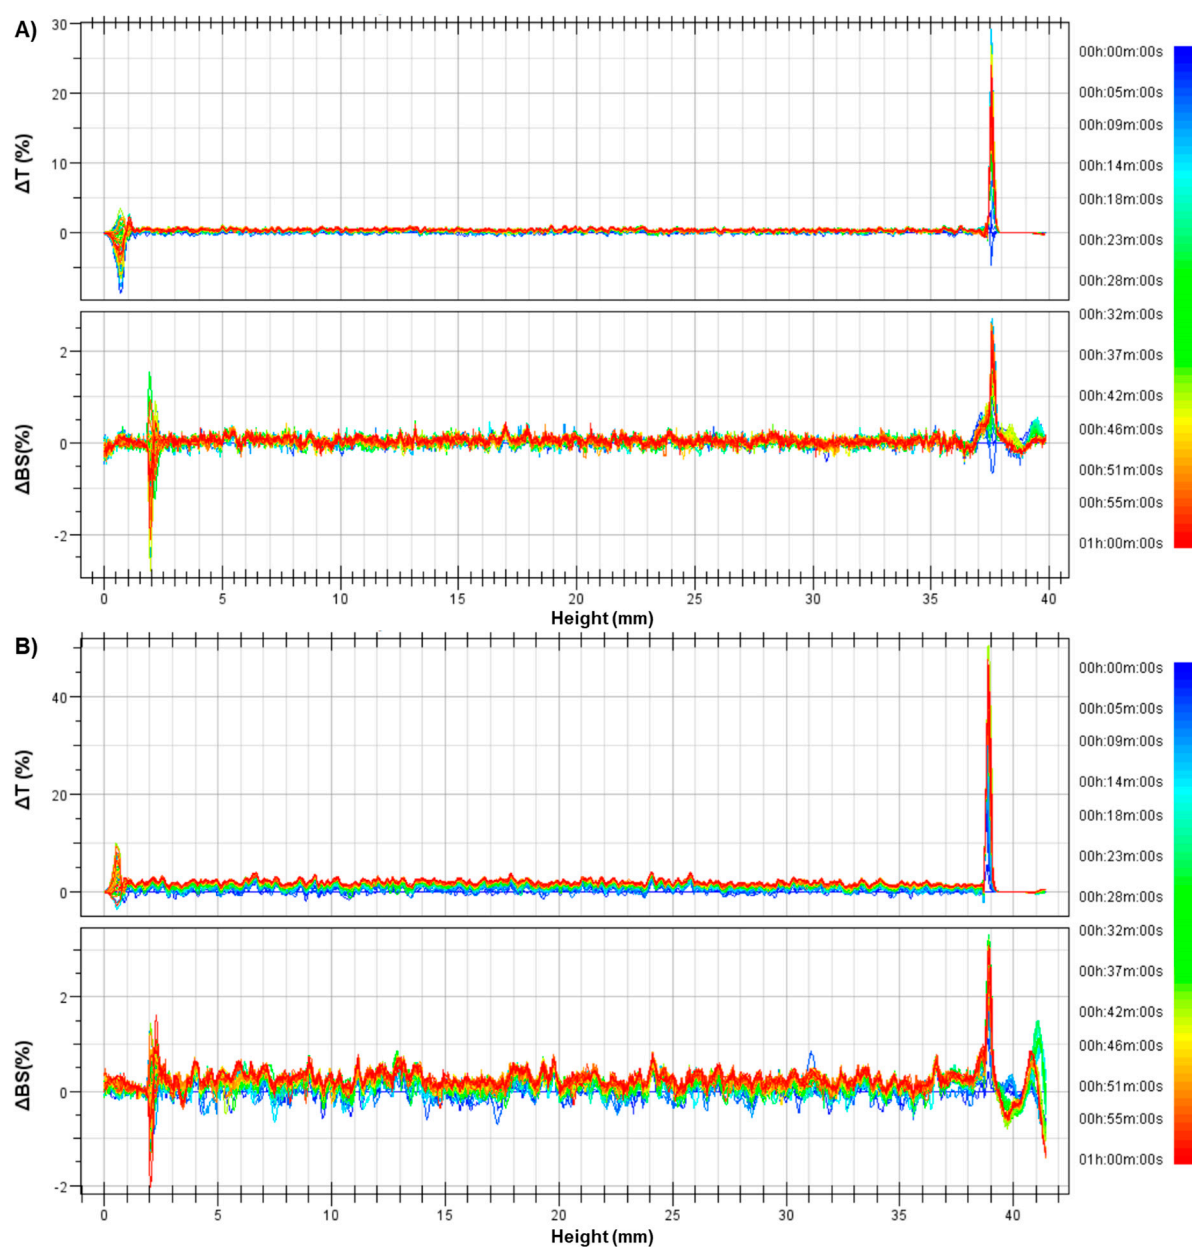 A)
30
20
10
0
ΔT (%)
2
0
-2
ΔBS(%)
0 5 10 15 20 25 30 35 40
Height (mm)
00h:00m:00s
00h:05m:00s
00h:09m:00s
00h:14m:00s
00h:18m:00s
00h:23m:00s
00h:28m:00s
00h:32m:00s
00h:37m:00s
00h:42m:00s
00h:46m:00s
00h:51m:00s
00h:55m:00s
01h:00m:00s
B)
40
20
0
ΔT (%)
2
0
-2
ΔBS(%)
0 5 10 15 20 25 30 35 40
Height (mm)
00h:00m:00s
00h:05m:00s
00h:09m:00s
00h:14m:00s
00h:18m:00s
00h:23m:00s
00h:28m:00s
00h:32m:00s
00h:37m:00s
00h:42m:00s
00h:46m:00s
00h:51m:00s
00h:55m:00s
01h:00m:00s